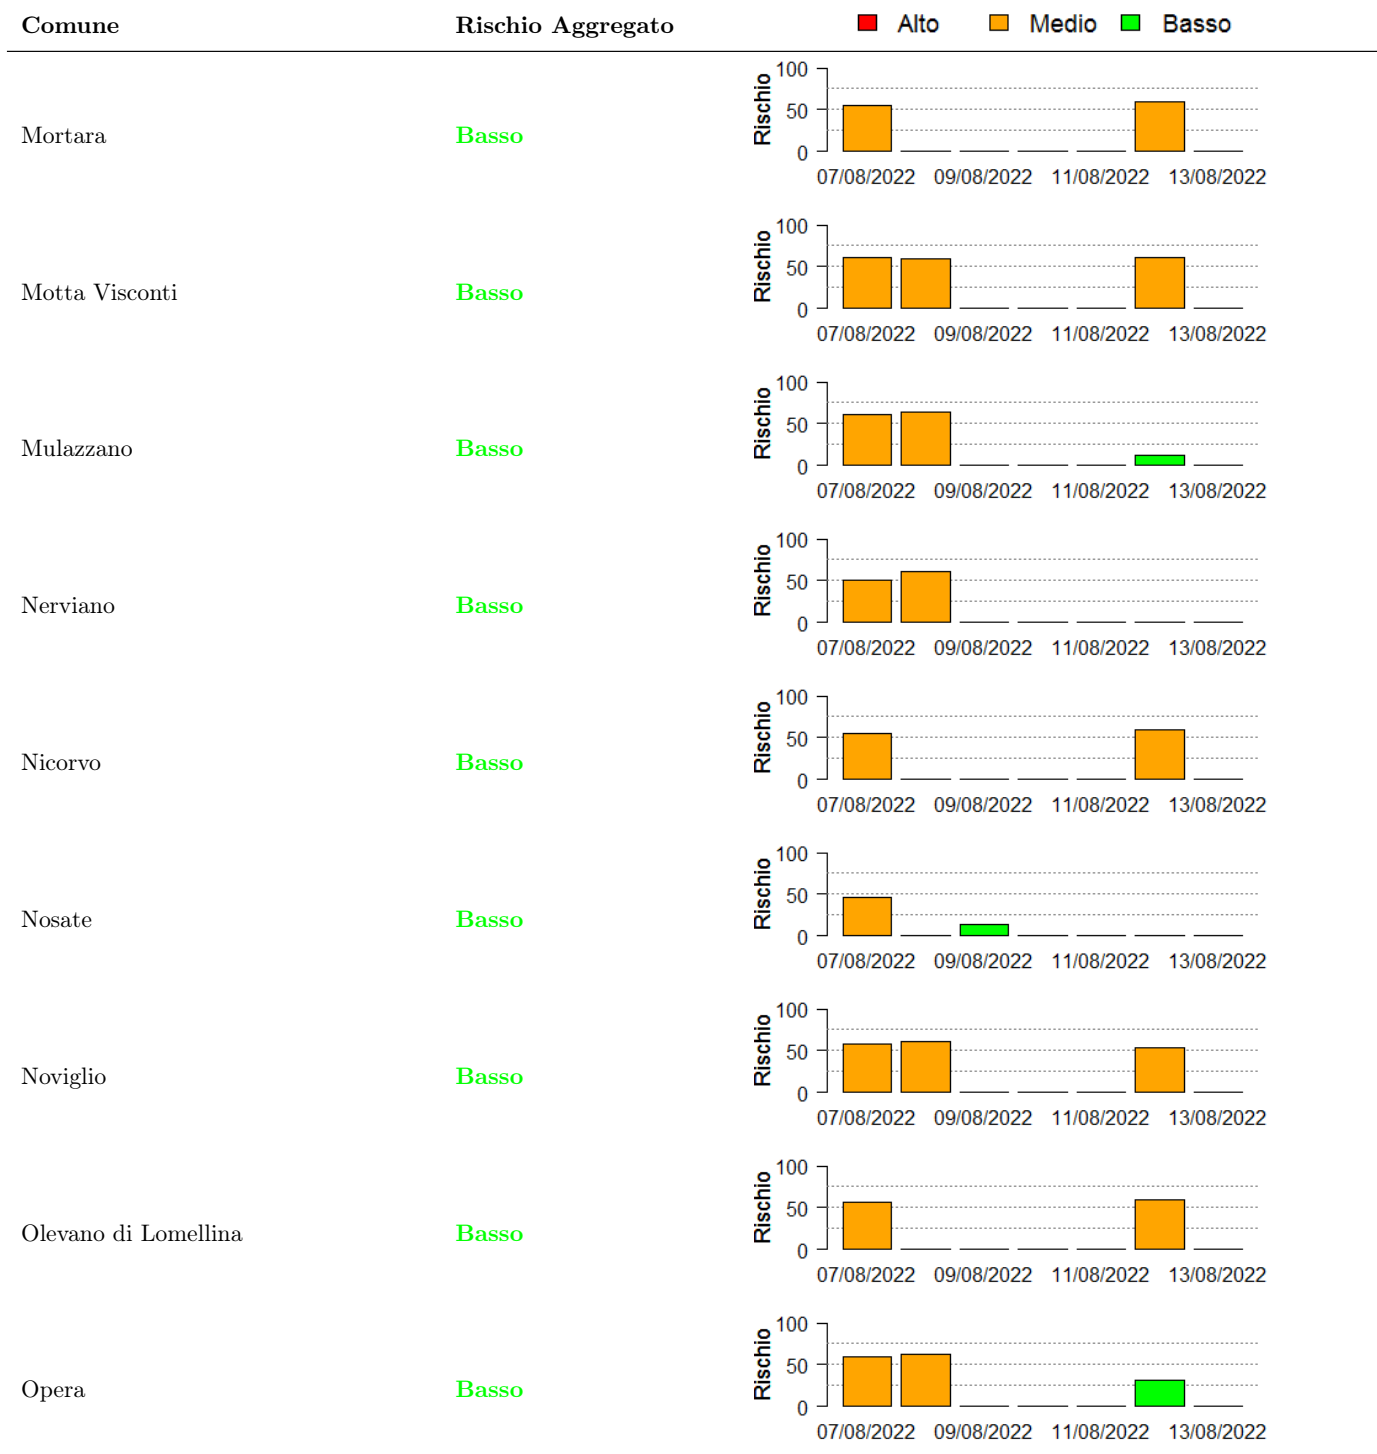 Comune Rischio Aggregato Alto Medio Basso
Mortara Basso
Rischio
100
50
0
07/08/2022 09/08/2022 11/08/2022 13/08/2022
Motta Visconti Basso
Rischio
100
50
0
07/08/2022 09/08/2022 11/08/2022 13/08/2022
Mulazzano Basso
Rischio
100
50
0
07/08/2022 09/08/2022 11/08/2022 13/08/2022
Nerviano Basso
Rischio
100
50
0
07/08/2022 09/08/2022 11/08/2022 13/08/2022
Nicorvo Basso
Rischio
100
50
0
07/08/2022 09/08/2022 11/08/2022 13/08/2022
Nosate Basso
Rischio
100
50
0
07/08/2022 09/08/2022 11/08/2022 13/08/2022
Noviglio Basso
Rischio
100
50
0
07/08/2022 09/08/2022 11/08/2022 13/08/2022
Olevano di Lomellina Basso
Rischio
100
50
0
07/08/2022 09/08/2022 11/08/2022 13/08/2022
Opera Basso
Rischio
100
50
0
07/08/2022 09/08/2022 11/08/2022 13/08/2022